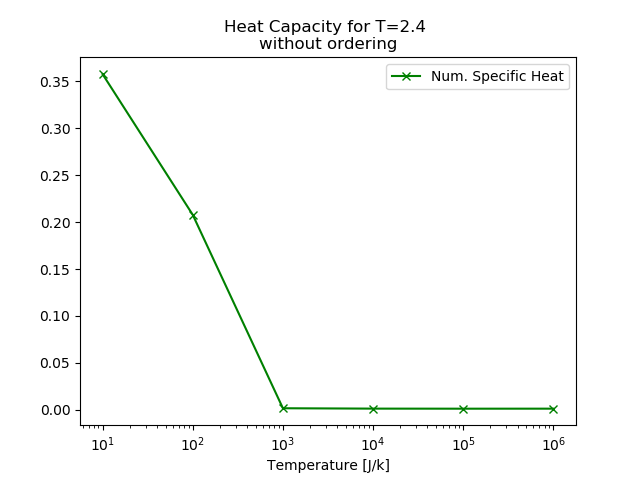 Heat Capacity for T=2.4
without ordering
Num. Specific Heat
0.35
0.30
0.25
0.20
0.15
0.10
0.05
0.00
10¹ 10² 10³ 10⁴ 10⁵ 10⁶
Temperature [J/k]